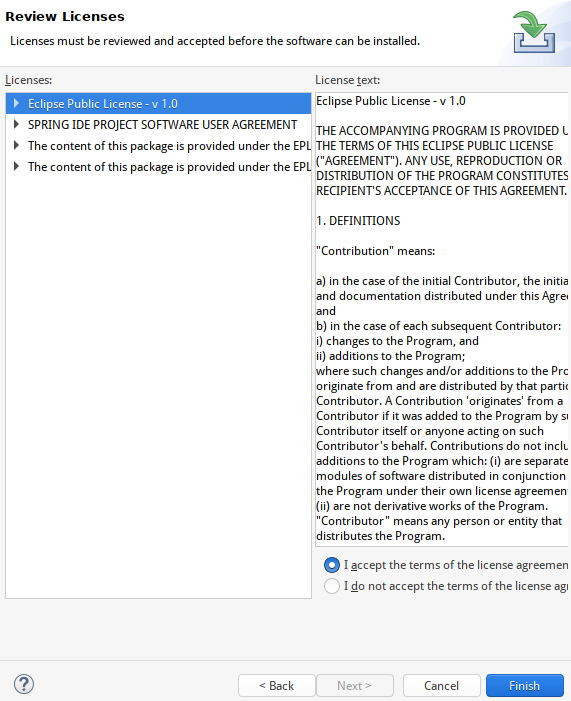 Review Licenses
Licenses must be reviewed and accepted before the software can be installed.
Licenses:
Eclipse Public License - v 1.0
SPRING IDE PROJECT SOFTWARE USER AGREEMENT
The content of this package is provided under the EPL
The content of this package is provided under the EPL
License text:
Eclipse Public License - v 1.0
THE ACCOMPANYING PROGRAM IS PROVIDED U
THE TERMS OF THIS ECLIPSE PUBLIC LICENSE
("AGREEMENT"). ANY USE, REPRODUCTION OR
DISTRIBUTION OF THE PROGRAM CONSTITUTES
RECIPIENT'S ACCEPTANCE OF THIS AGREEMENT.
1. DEFINITIONS
"Contribution" means:
a) in the case of the initial Contributor, the initia
and documentation distributed under this Agree
and
b) in the case of each subsequent Contributor:
i) changes to the Program, and
ii) additions to the Program;
where such changes and/or additions to the Pro
originate from and are distributed by that partic
Contributor. A Contribution 'originates' from a
Contributor if it was added to the Program by su
Contributor itself or anyone acting on such
Contributor's behalf. Contributions do not inclu
additions to the Program which: (i) are separate
modules of software distributed in conjunction
the Program under their own license agreemen
(ii) are not derivative works of the Program.
"Contributor" means any person or entity that
distributes the Program.
I accept the terms of the license agreemen
I do not accept the terms of the license agr
?
< Back
Next >
Cancel
Finish